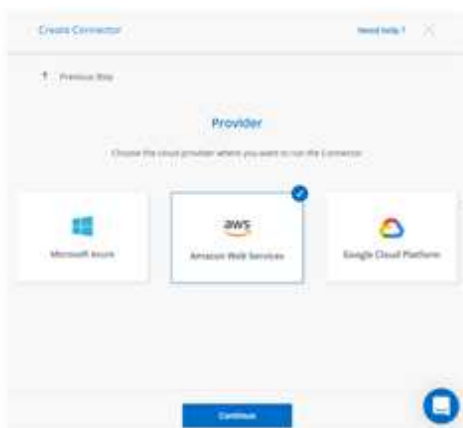 Create Connector
Need help ?
Previous Step
Provider
Choose the cloud provider where you want to run the Connector
aws
Microsoft Azure
Amazon Web Services
Google Cloud Platform
Continue